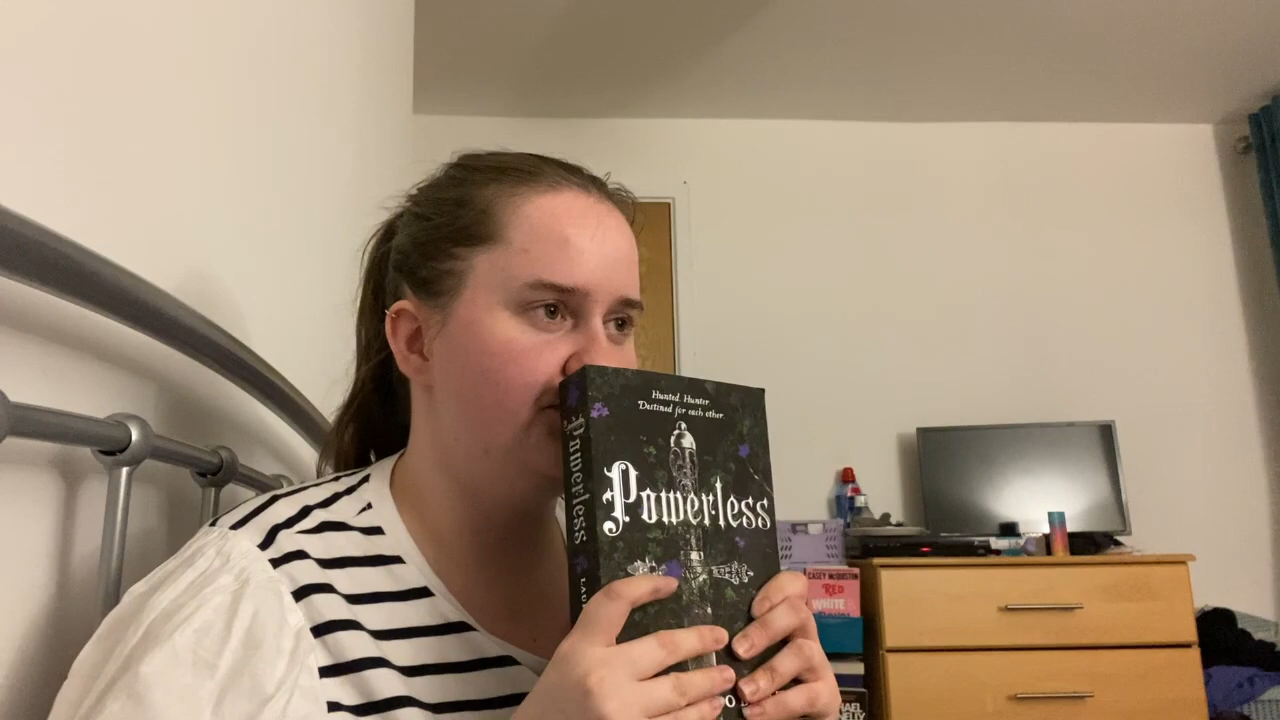 Hunted. Hunter.
Destined for each other.
Powerless
Powerless
CASEY McQUISTON
RED
WHITE